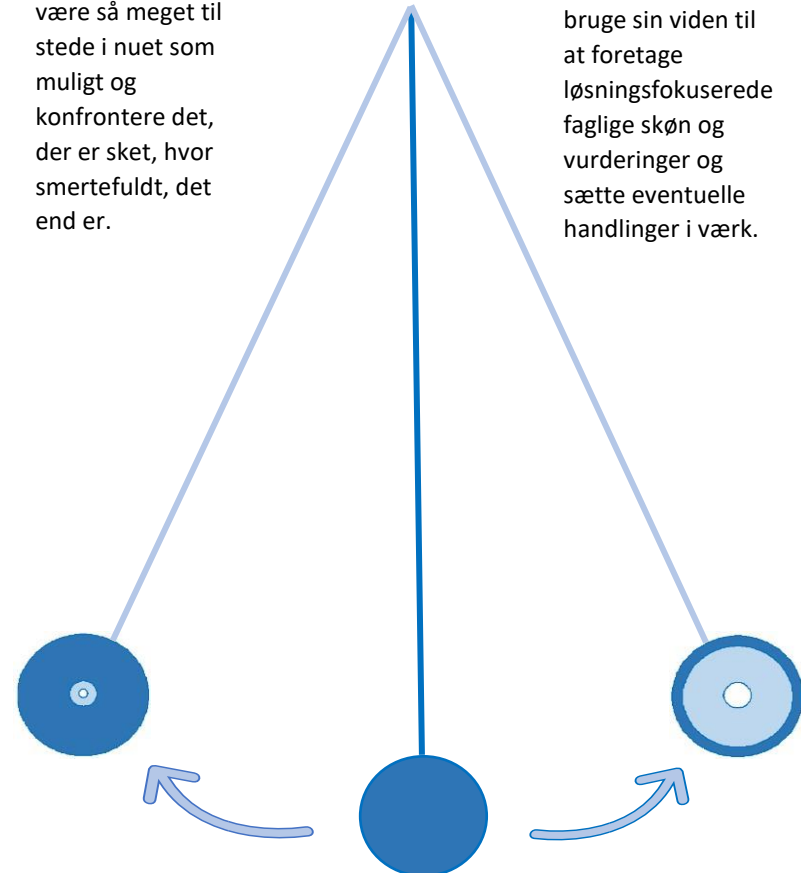 være så meget til
stede i nuet som
muligt og
konfrontere det,
der er sket, hvor
smertefuldt, det
end er.
bruge sin viden til
at foretage
løsningsfokuserede
faglige skøn og
vurderinger og
sætte eventuelle
handlinger i værk.